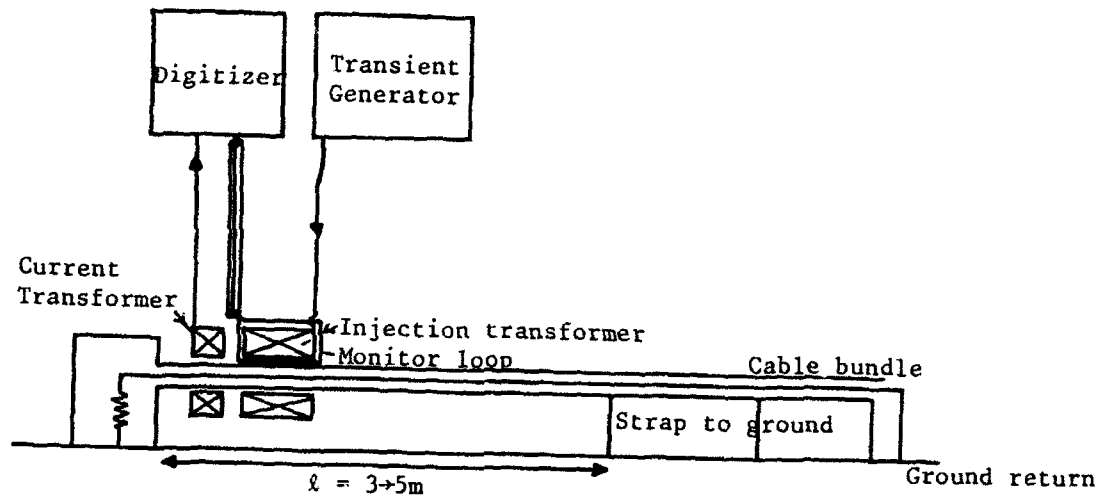 Digitizer
Transient
Generator
Current
Transformer
Injection transformer
Monitor loop
Cable bundle
Strap to ground
Ground return
ℓ = 3→5m